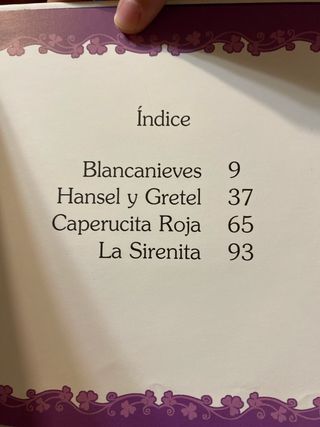 Índice
Blancanieves 9
Hansel y Gretel 37
Caperucita Roja 65
La Sirenita 93